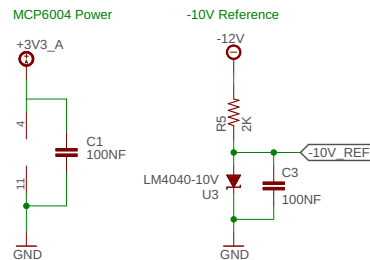 MCP6004 Power
-10V Reference
+3V3_A
-12V
4
C1
100NF
11
GND
R5
2K
-10V_REF
LM4040-10V
U3
C3
100NF
GND